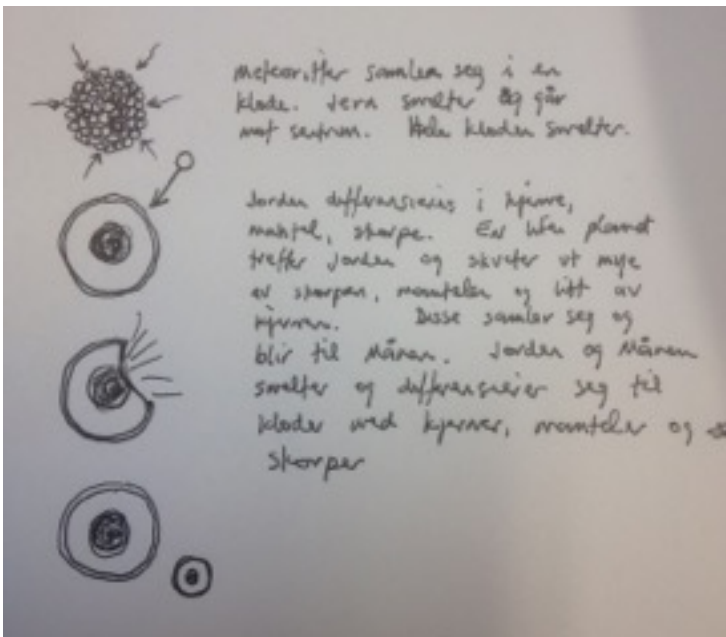 Meteoritter samler seg i en
klode. Jern smelter og går
mot sentrum. Hele kloden smelter.
Jorden differensieres i kjerne,
mantel, skorpe. En liten planet
treffer Jorden og skveter ut mye
av skorpen, mantelen og litt av
kjernen. Disse samler seg og
blir til Månen. Jorden og Månen
smelter og differensierer seg til
kloder med kjerner, mantler og
skorper